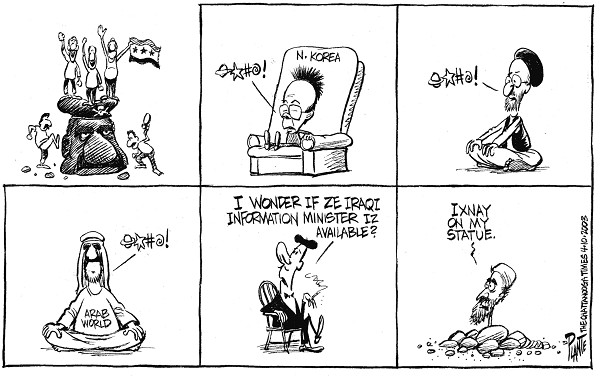 @☆#@!
N. KOREA
@☆#@!
@☆#@!
ARAB
WORLD
I WONDER IF ZE IRAQI
INFORMATION MINISTER IZ
AVAILABLE?
IXNAY
ON MY
STATUE.
PLANTE
THE CHATTANOOGA TIMES 4-10-2003